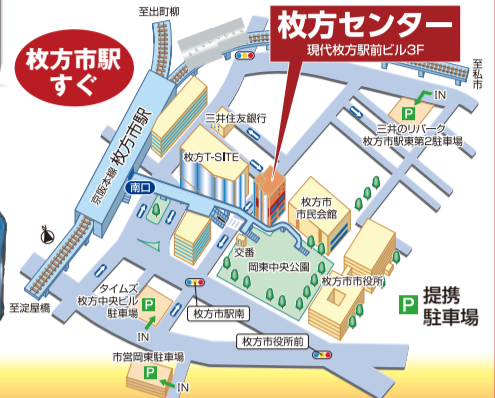 至出町柳
枚方センター
現代枚方駅前ビル3F
枚方市駅
すぐ
至私市
IN
P
三井のリパーク
枚方市駅東第2駐車場
三井住友銀行
枚方T-SITE
京阪本線 枚方市駅
南口
枚方市
市民会館
交番
岡東中央公園
枚方市市役所
P 提携
駐車場
至淀屋橋
タイムズ
枚方中央ビル
駐車場
P
IN
枚方市駅南
枚方市役所前
市営岡東駐車場
P
IN